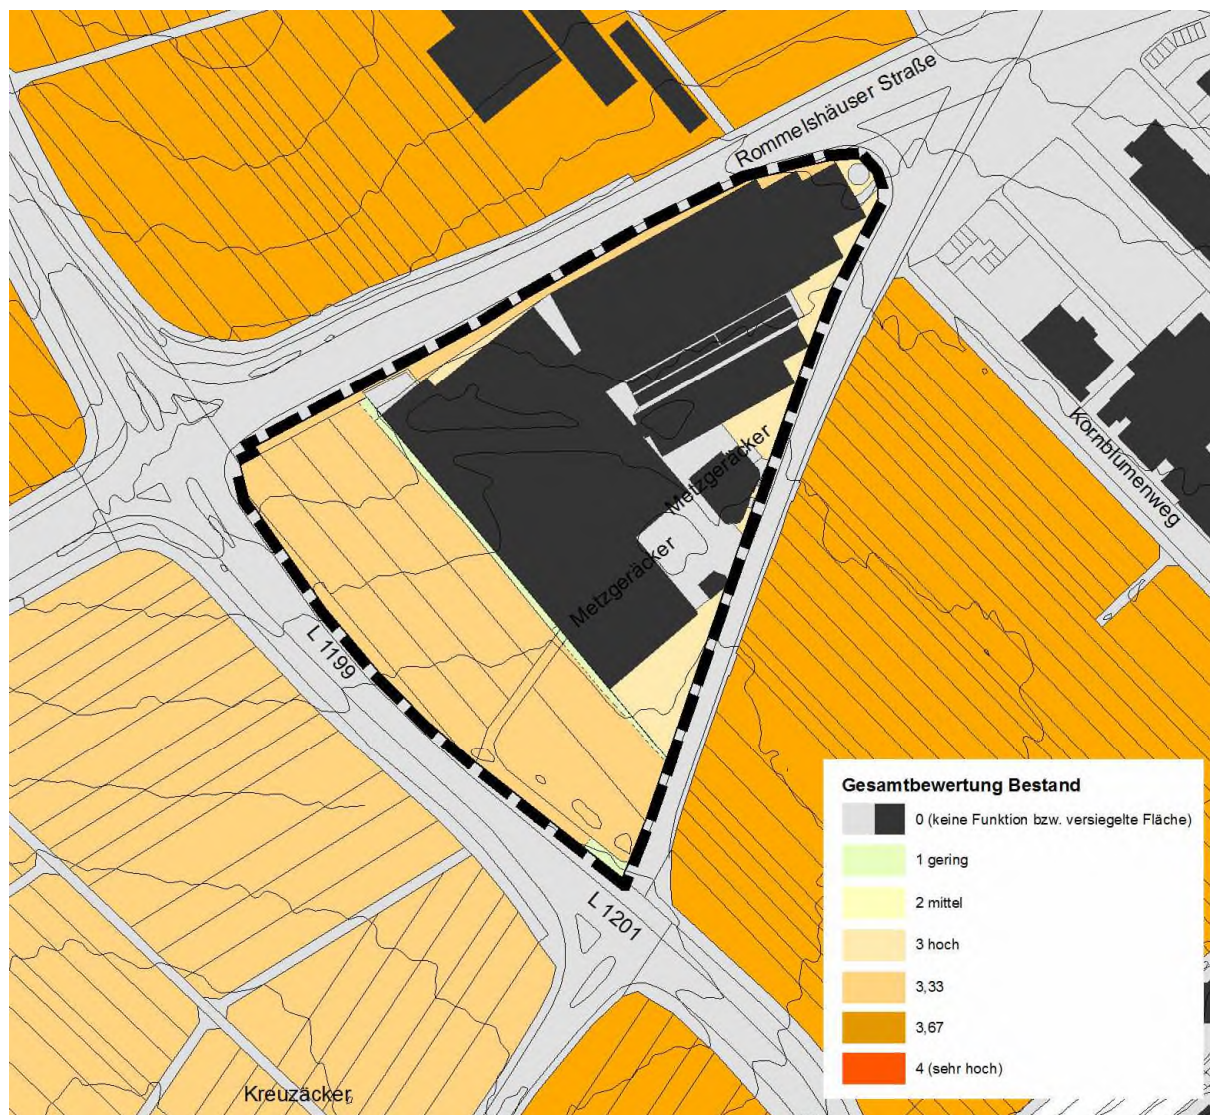 Rommelshäuser Straße
Kornblumenweg
Metzgeräcker
Metzgeräcker
L 1199
L 1201
Kreuzäcker
Gesamtbewertung Bestand
0 (keine Funktion bzw. versiegelte Fläche)
1 gering
2 mittel
3 hoch
3,33
3,67
4 (sehr hoch)